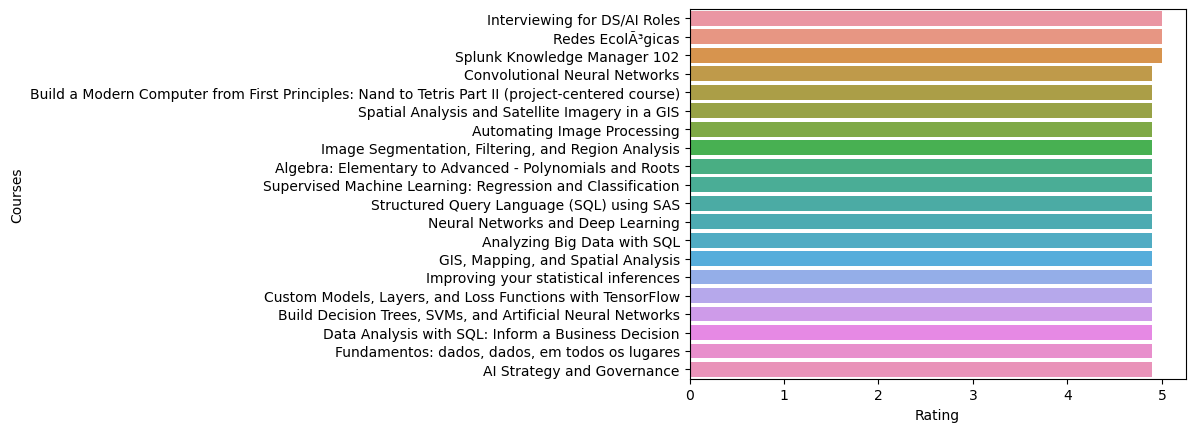 Interviewing for DS/AI Roles
Redes EcolÃ³gicas
Splunk Knowledge Manager 102
Convolutional Neural Networks
Build a Modern Computer from First Principles: Nand to Tetris Part II (project-centered course)
Spatial Analysis and Satellite Imagery in a GIS
Automating Image Processing
Image Segmentation, Filtering, and Region Analysis
Algebra: Elementary to Advanced - Polynomials and Roots
Supervised Machine Learning: Regression and Classification
Structured Query Language (SQL) using SAS
Neural Networks and Deep Learning
Analyzing Big Data with SQL
GIS, Mapping, and Spatial Analysis
Improving your statistical inferences
Custom Models, Layers, and Loss Functions with TensorFlow
Build Decision Trees, SVMs, and Artificial Neural Networks
Data Analysis with SQL: Inform a Business Decision
Fundamentos: dados, dados, em todos os lugares
AI Strategy and Governance
Courses
0 1 2 3 4 5
Rating